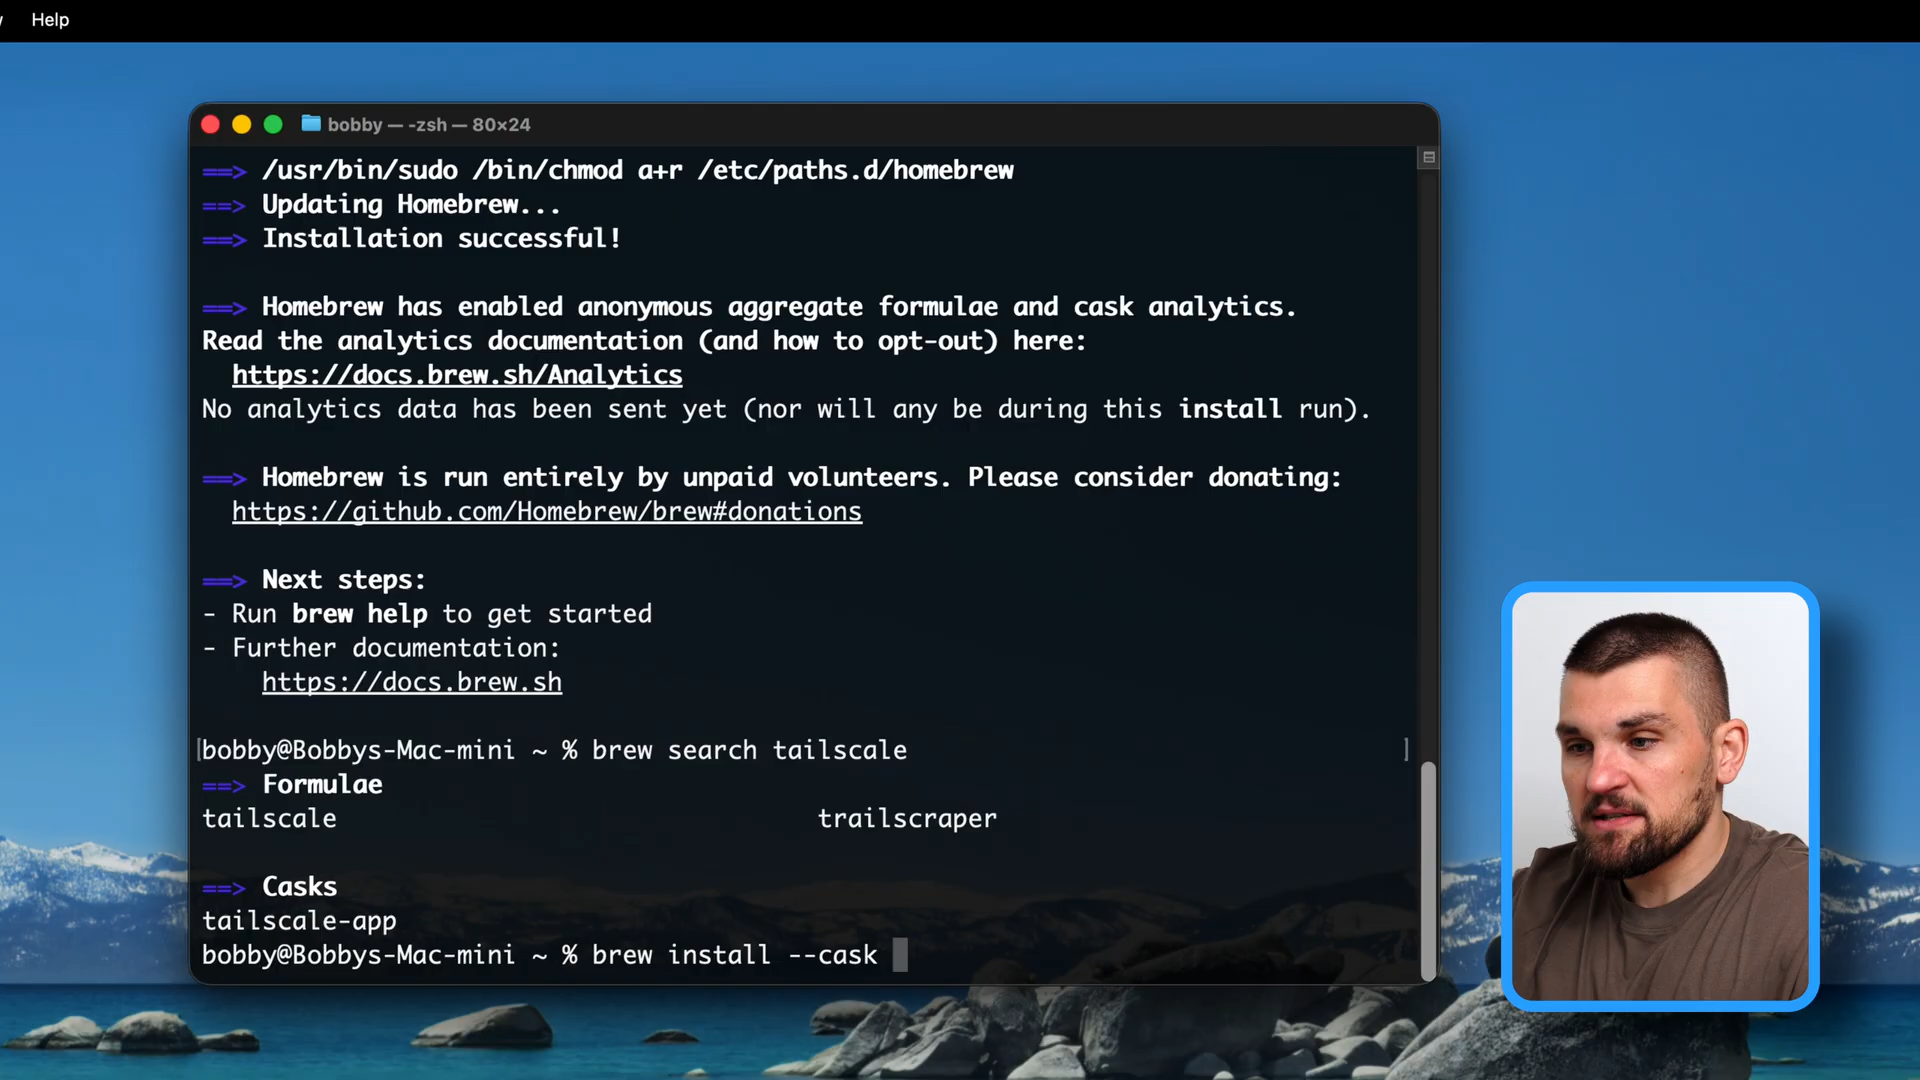 Help
bobby — -zsh — 80×24
==> /usr/bin/sudo /bin/chmod a+r /etc/paths.d/homebrew
==> Updating Homebrew...
==> Installation successful!
==> Homebrew has enabled anonymous aggregate formulae and cask analytics.
Read the analytics documentation (and how to opt-out) here:
https://docs.brew.sh/Analytics
No analytics data has been sent yet (nor will any be during this install run).
==> Homebrew is run entirely by unpaid volunteers. Please consider donating:
https://github.com/Homebrew/brew#donations
==> Next steps:
- Run brew help to get started
- Further documentation:
https://docs.brew.sh
[bobby@Bobbys-Mac-mini ~ % brew search tailscale ]
==> Formulae
tailscale trailscraper
==> Casks
tailscale-app
bobby@Bobbys-Mac-mini ~ % brew install --cask